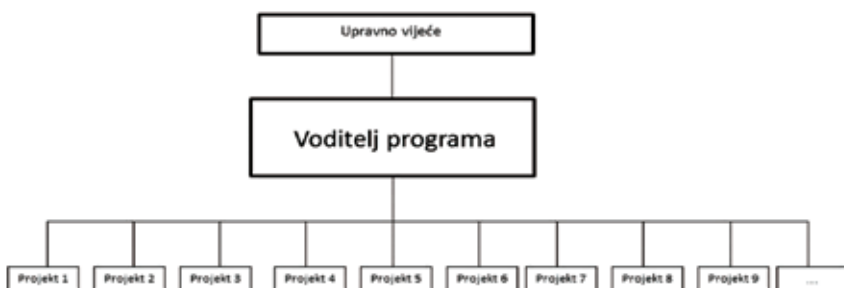 Upravno vijeće
Voditelj programa
Projekt 1 Projekt 2 Projekt 3 Projekt 4 Projekt 5 Projekt 6 Projekt 7 Projekt 8 Projekt 9 ...